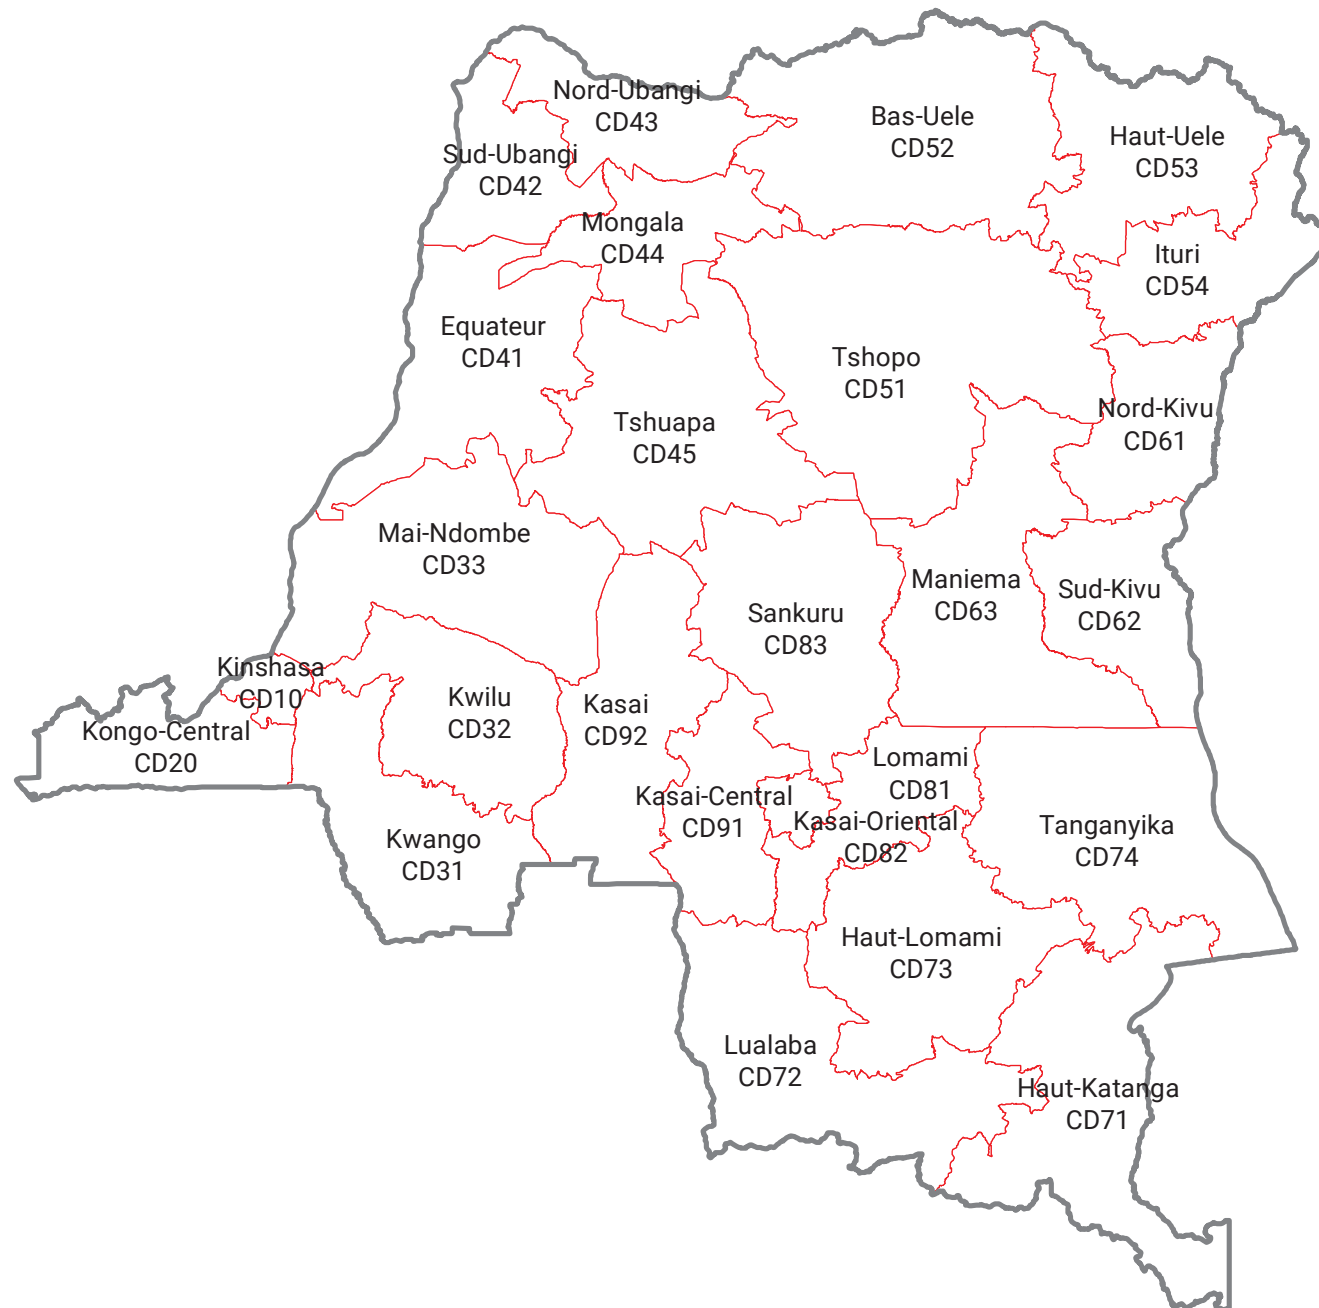 Nord-Ubangi
CD43
Bas-Uele
CD52
Haut-Uele
CD53
Sud-Ubangi
CD42
Mongala
CD44
Ituri
CD54
Equateur
CD41
Tshopo
CD51
Nord-Kivu
CD61
Tshuapa
CD45
Mai-Ndombe
CD33
Maniema
CD63
Sud-Kivu
CD62
Sankuru
CD83
Kinshasa
CD10
Kwilu
CD32
Kasai
CD92
Kongo-Central
CD20
Lomami
CD81
Kasai-Central
CD91
Kasai-Oriental
CD82
Tanganyika
CD74
Kwango
CD31
Haut-Lomami
CD73
Lualaba
CD72
Haut-Katanga
CD71